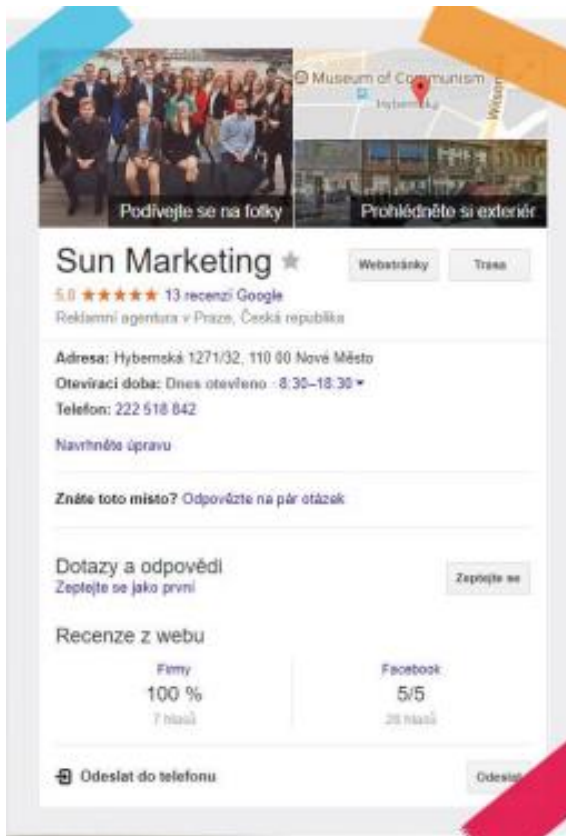 Museum of Communism
Hybernská
Wilson
Podívejte se na fotky
Prohlédněte si exteriér
Sun Marketing
Webstránky
Trasa
5,0 ★★★★★ 13 recenzí Google
Reklamní agentura v Praze, Česká republika
Adresa: Hybernská 1271/32, 110 00 Nové Město
Otevírací doba: Dnes otevřeno · 8:30–18:30
Telefon: 222 518 842
Navrhněte úpravu
Znáte toto místo? Odpovězte na pár otázek
Dotazy a odpovědi
Zeptejte se
Zeptejte se jako první
Recenze z webu
Firmy
Facebook
100 %
5/5
7 hlasů
28 hlasů
Odeslat do telefonu
Odeslat